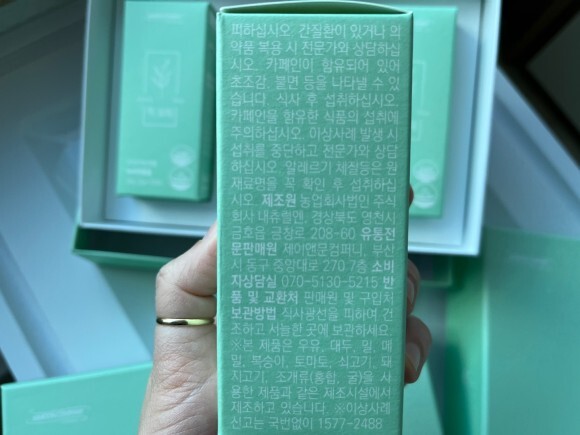 피하십시오. 간질환이 있거나 의
약품 복용 시 전문가와 상담하십
시오. 카페인이 함유되어 있어
초조감, 불면 등을 나타낼 수 있
습니다. 식사 후 섭취하십시오.
카페인을 함유한 식품의 섭취에
주의하십시오. 이상사례 발생 시
섭취를 중단하고 전문가와 상담
하십시오. 알레르기 체질등은 원
재료명을 꼭 확인 후 섭취하십
시오. 제조원 농업회사법인 주식
회사 대츄럴엔, 경상북도 영천시
금호읍 금창로 208-60 유통전
문판매원 제이앤문컴퍼니, 부산
시 동구 중앙대로 270 7층 소비
자상담실 070-5130-5215 반
품 및 교환처 판매원 및 구입처
보관방법 직사광선을 피하여 건
조하고 서늘한 곳에 보관하세요.
※본 제품은 우유, 대두, 밀, 메
밀, 복숭아, 토마토, 쇠고기, 돼
지고기, 조개류(홍합, 굴)을 사
용한 제품과 같은 제조시설에서
제조하고 있습니다. ※이상사례
신고는 국번없이 1577-2488